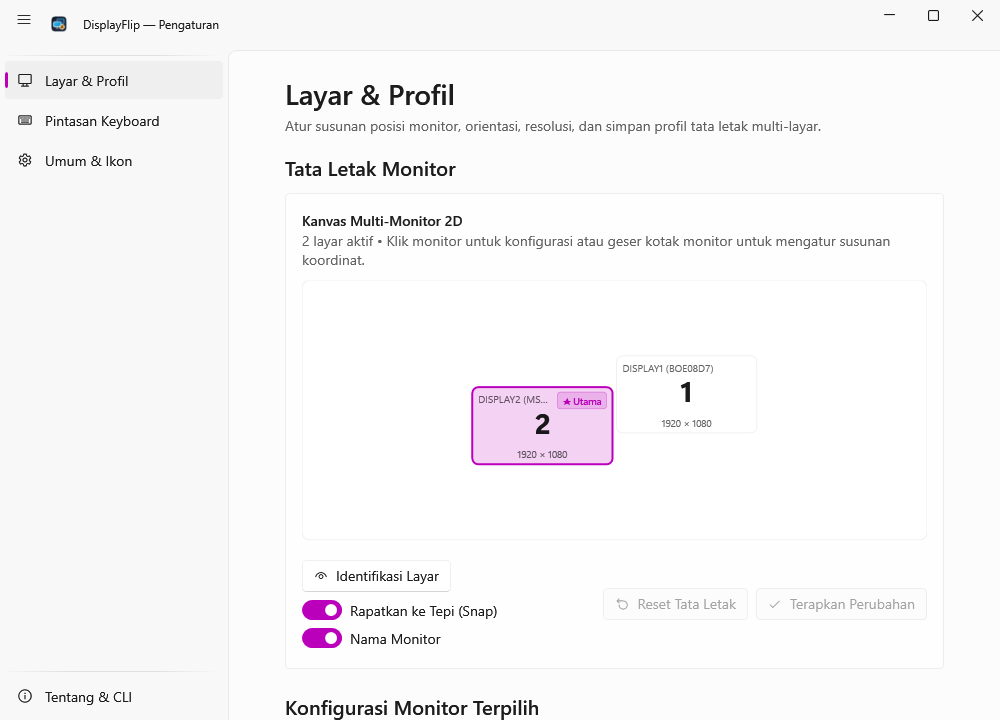 DisplayFlip — Pengaturan
Layar & Profil
Pintasan Keyboard
Umum & Ikon
Tentang & CLI
Layar & Profil
Atur susunan posisi monitor, orientasi, resolusi, dan simpan profil tata letak multi-layar.
Tata Letak Monitor
Kanvas Multi-Monitor 2D
2 layar aktif • Klik monitor untuk konfigurasi atau geser kotak monitor untuk mengatur susunan
koordinat.
DISPLAY1 (BOE08D7)
1
1920 × 1080
DISPLAY2 (MS...
★ Utama
2
1920 × 1080
Identifikasi Layar
Rapatkan ke Tepi (Snap)
Nama Monitor
Reset Tata Letak
Terapkan Perubahan
Konfigurasi Monitor Terpilih